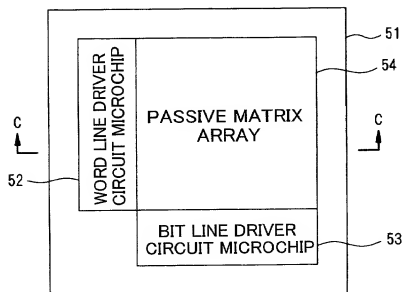 51
54
WORD LINE DRIVER
CIRCUIT MICROCHIP
PASSIVE MATRIX
ARRAY
C
C
52
BIT LINE DRIVER
CIRCUIT MICROCHIP
53